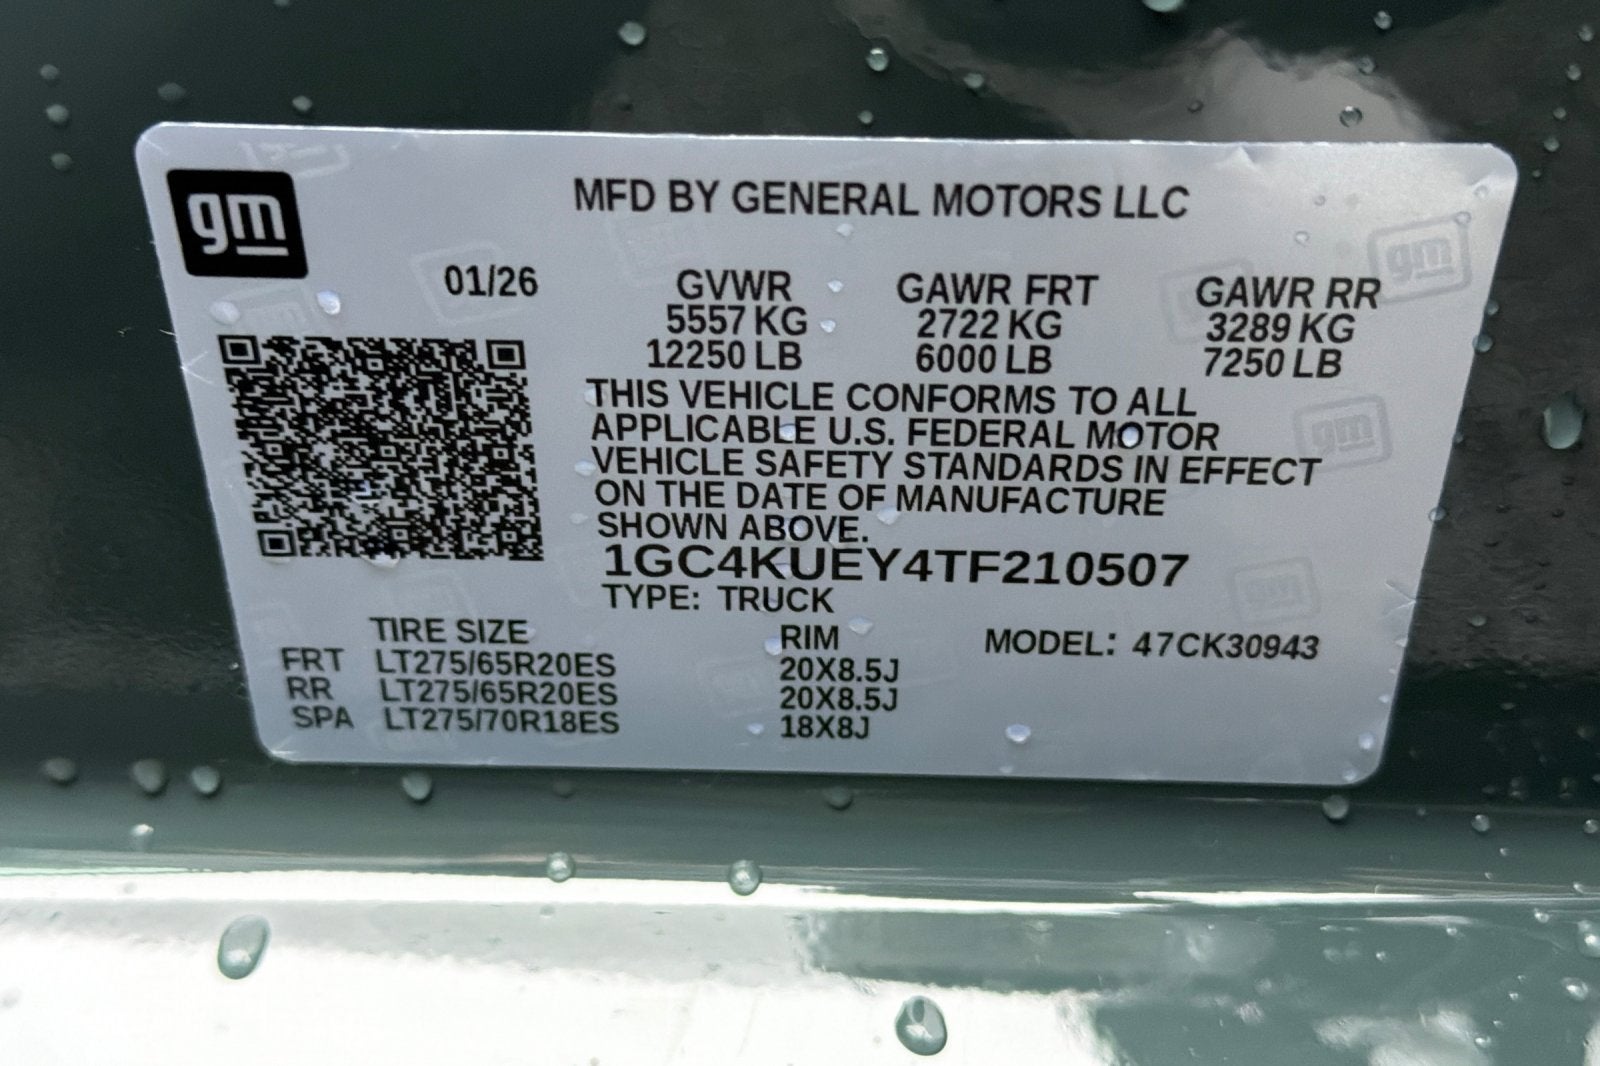 gm
MFD BY GENERAL MOTORS LLC
01/26 GVWR GAWR FRT GAWR RR
5557 KG 2722 KG 3289 KG
12250 LB 6000 LB 7250 LB
THIS VEHICLE CONFORMS TO ALL
APPLICABLE U.S. FEDERAL MOTOR
VEHICLE SAFETY STANDARDS IN EFFECT
ON THE DATE OF MANUFACTURE
SHOWN ABOVE.
1GC4KUEY4TF210507
TYPE: TRUCK
TIRE SIZE RIM MODEL: 47CK30943
FRT LT275/65R20ES 20X8.5J
RR LT275/65R20ES 20X8.5J
SPA LT275/70R18ES 18X8J